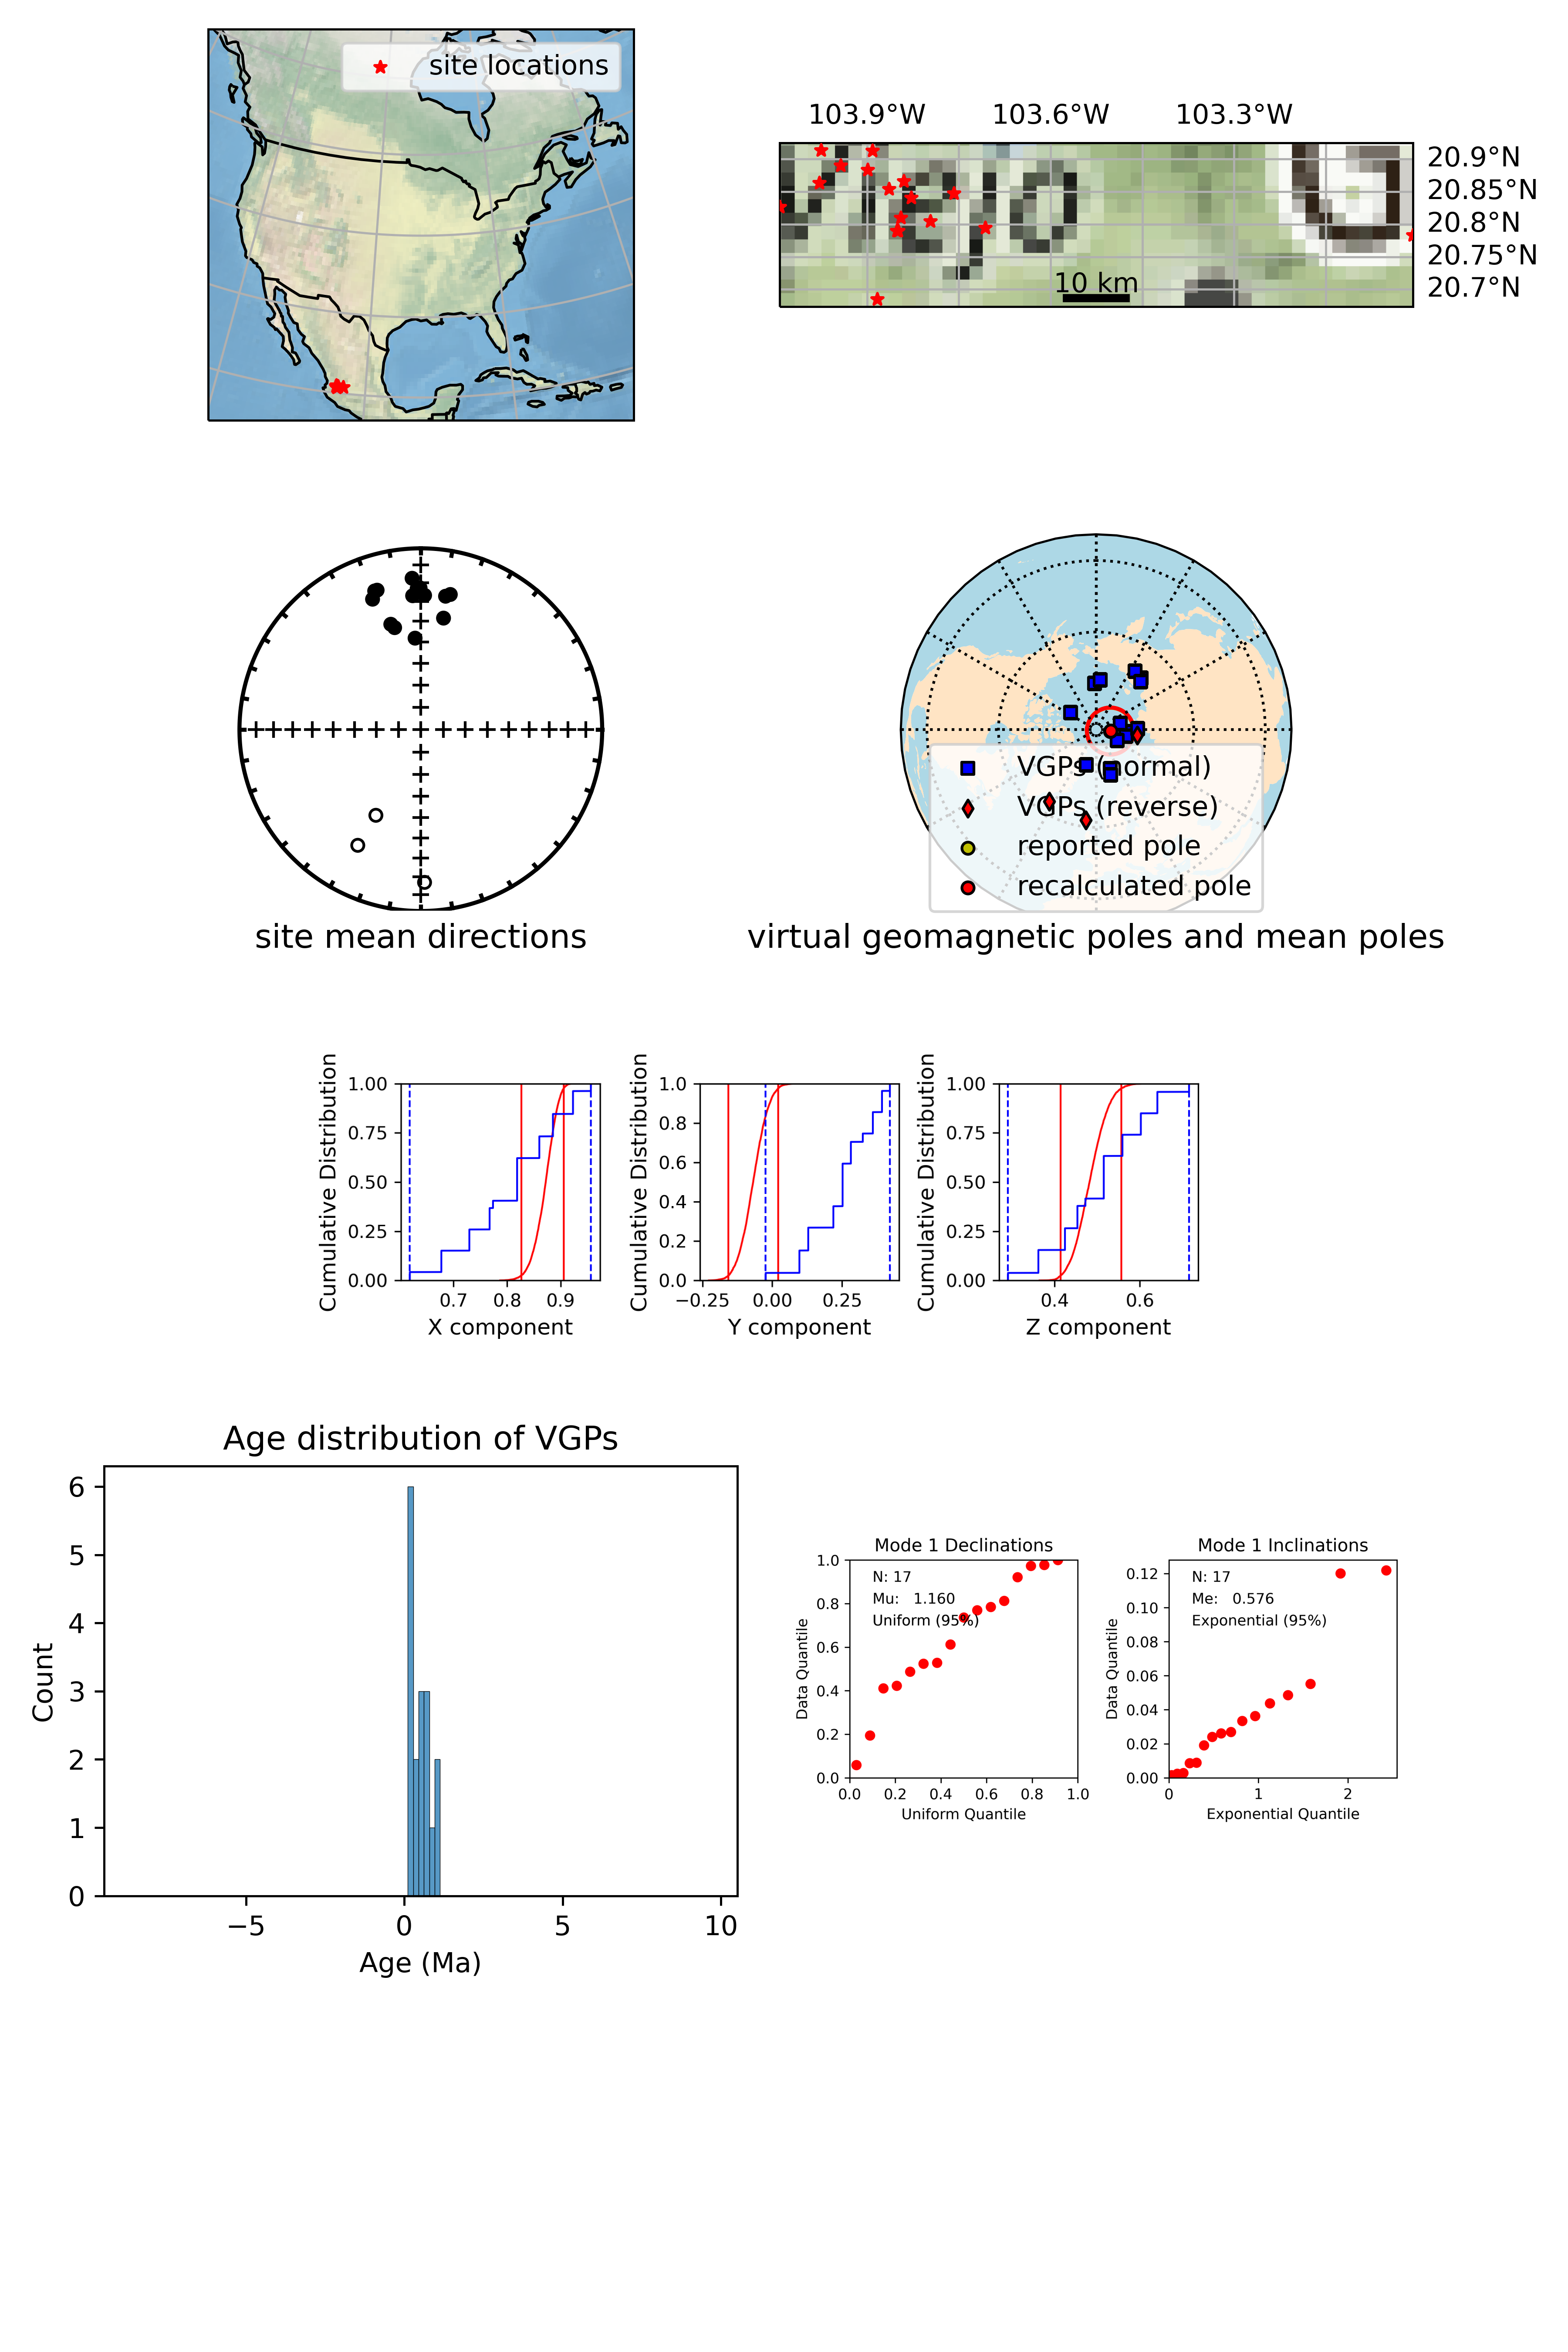 site locations
103.9°W 103.6°W 103.3°W
20.9°N
20.85°N
20.8°N
20.75°N
20.7°N
10 km
VGPs (normal)
VGPs (reverse)
reported pole
recalculated pole
site mean directions
virtual geomagnetic poles and mean poles
Cumulative Distribution
1.00
0.75
0.50
0.25
0.00
0.7 0.8 0.9
X component
Cumulative Distribution
1.0
0.8
0.6
0.4
0.2
0.0
−0.25 0.00 0.25
Y component
Cumulative Distribution
1.00
0.75
0.50
0.25
0.00
0.4 0.6
Z component
Age distribution of VGPs
Count
6
5
4
3
2
1
0
−5 0 5 10
Age (Ma)
Mode 1 Declinations
N: 17
Mu: 1.160
Uniform (95%)
Data Quantile
1.0
0.8
0.6
0.4
0.2
0.0
0.0 0.2 0.4 0.6 0.8 1.0
Uniform Quantile
Mode 1 Inclinations
N: 17
Me: 0.576
Exponential (95%)
Data Quantile
0.12
0.10
0.08
0.06
0.04
0.02
0.00
0 1 2
Exponential Quantile